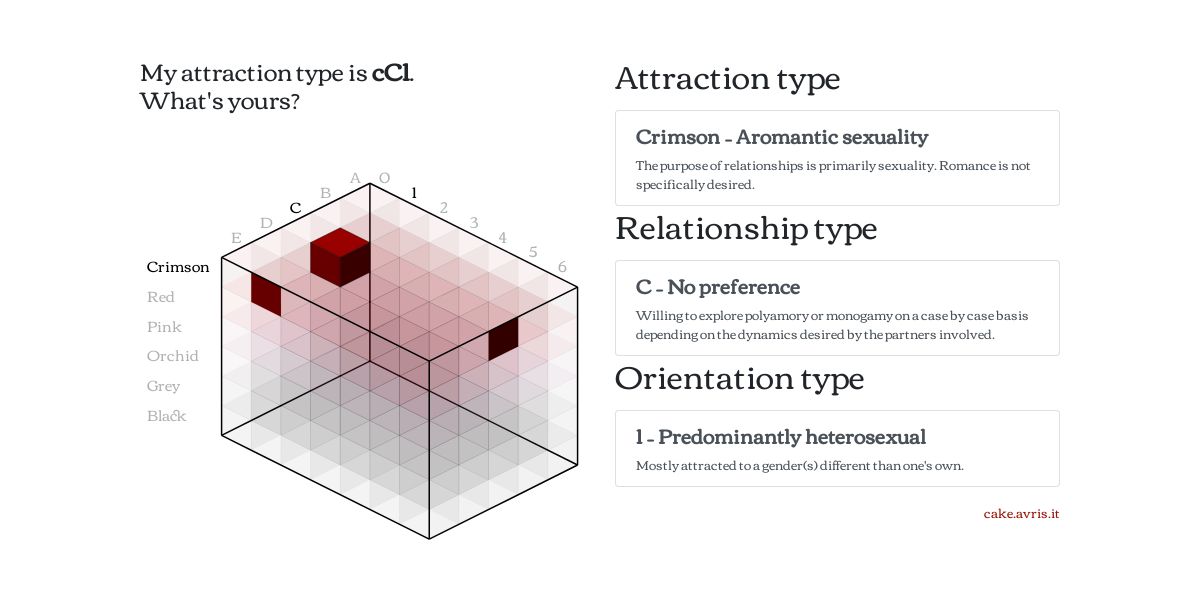 My attraction type is cC1.
What's yours?
A O
B 1
C 2
D 3
E 4
5
6
Crimson
Red
Pink
Orchid
Grey
Black
Attraction type
Crimson – Aromantic sexuality
The purpose of relationships is primarily sexuality. Romance is not
specifically desired.
Relationship type
C – No preference
Willing to explore polyamory or monogamy on a case by case basis
depending on the dynamics desired by the partners involved.
Orientation type
1 – Predominantly heterosexual
Mostly attracted to a gender(s) different than one's own.
cake.avris.it